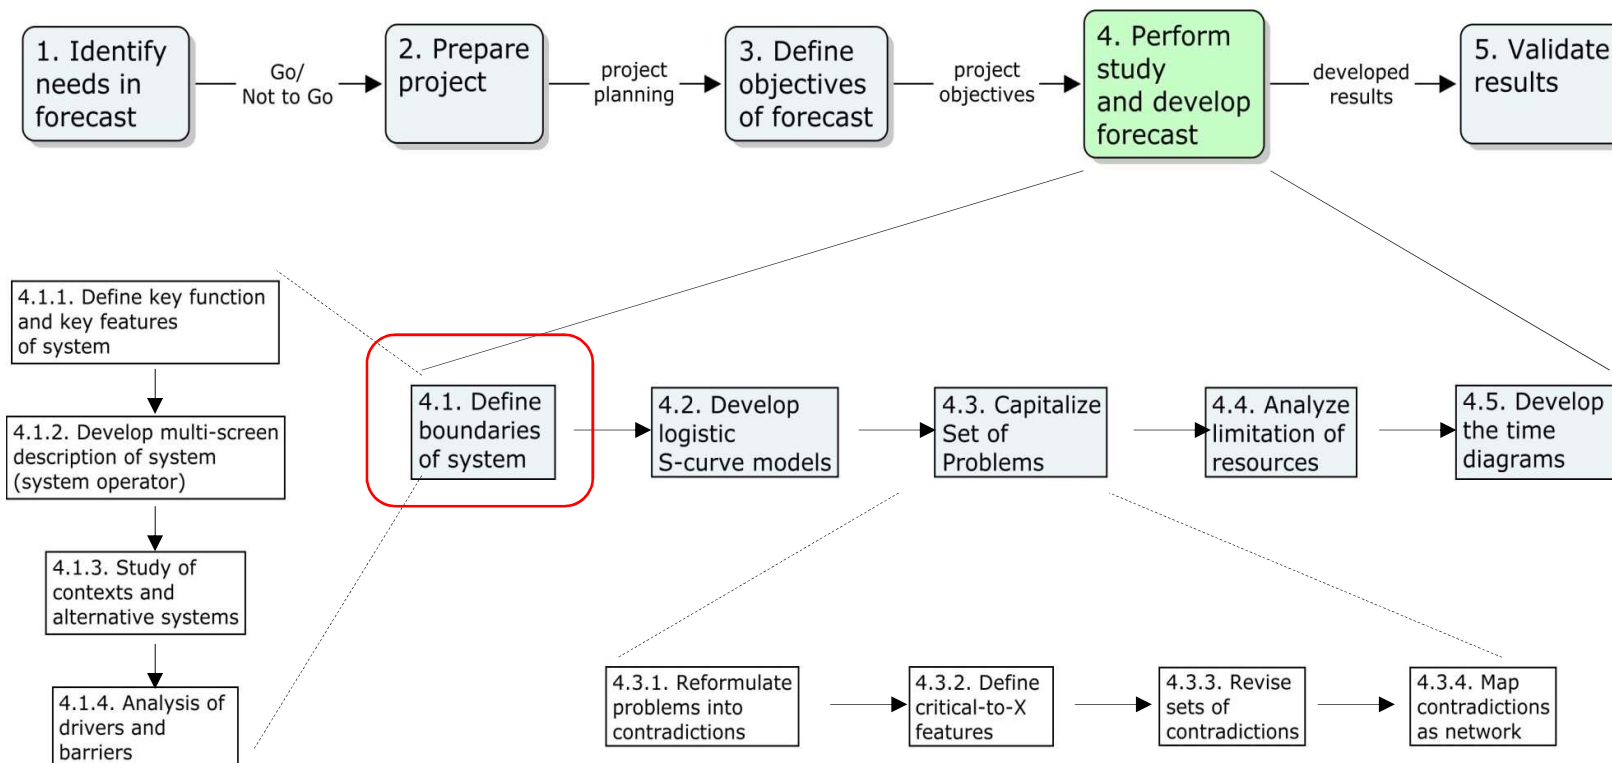 1. Identify
needs in
forecast
Go/
Not to Go
2. Prepare
project
project
planning
3. Define
objectives
of forecast
project
objectives
4. Perform
study
and develop
forecast
developed
results
5. Validate
results
4.1.1. Define key function
and key features
of system
4.1.2. Develop multi-screen
description of system
(system operator)
4.1.3. Study of
contexts and
alternative systems
4.1.4. Analysis of
drivers and
barriers
4.1. Define
boundaries
of system
4.2. Develop
logistic
S-curve models
4.3. Capitalize
Set of
Problems
4.4. Analyze
limitation of
resources
4.5. Develop
the time
diagrams
4.3.1. Reformulate
problems into
contradictions
4.3.2. Define
critical-to-X
features
4.3.3. Revise
sets of
contradictions
4.3.4. Map
contradictions
as network